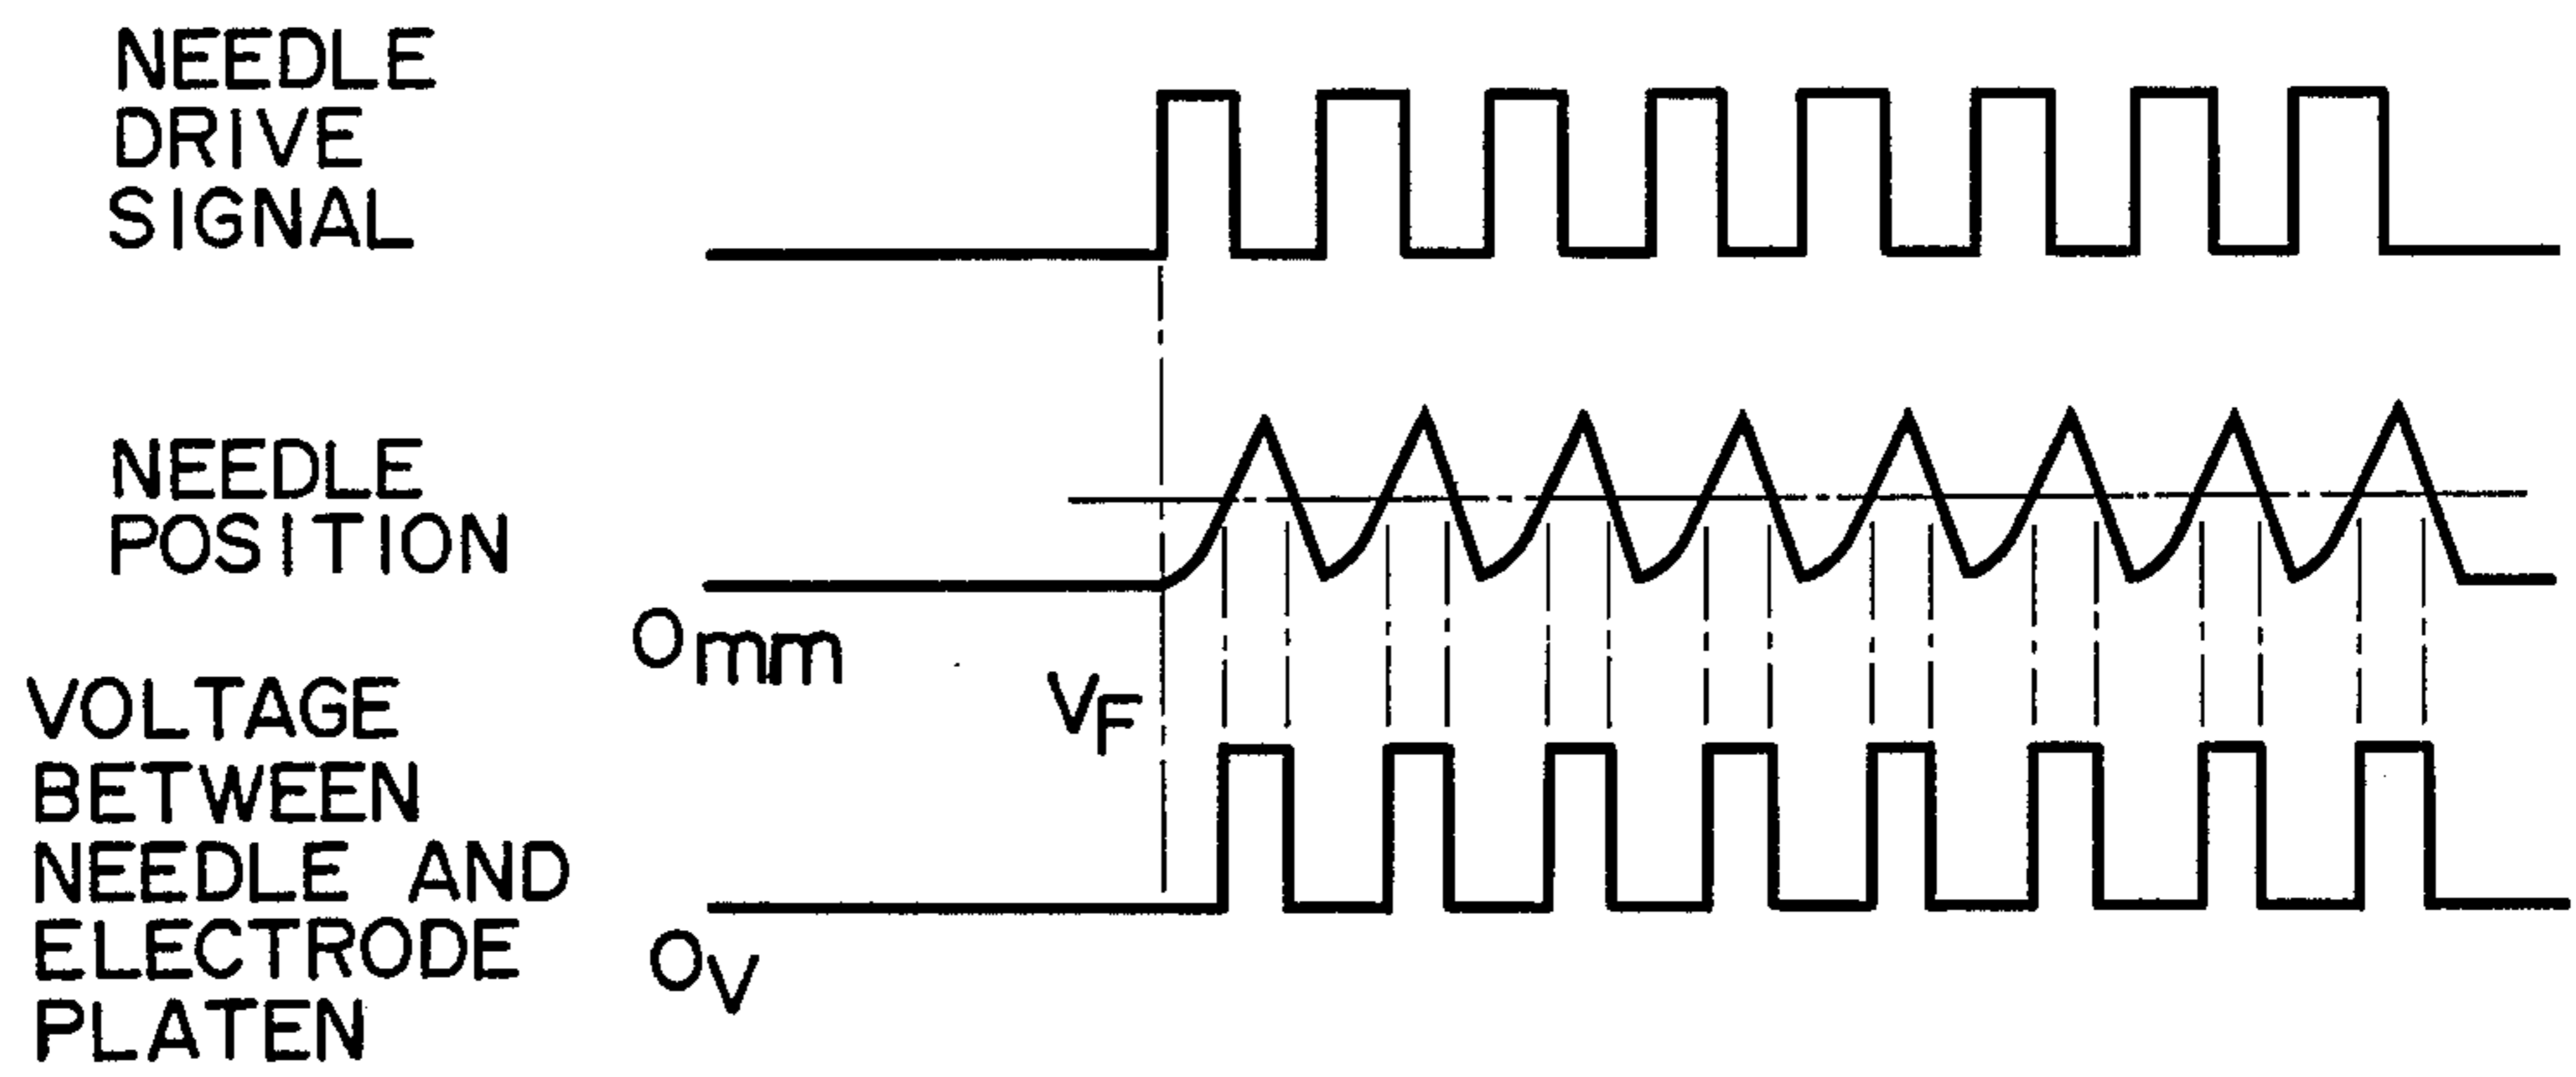 NEEDLE
DRIVE
SIGNAL
NEEDLE
POSITION
0mm
VF
VOLTAGE
BETWEEN
NEEDLE AND
ELECTRODE
PLATEN
0V